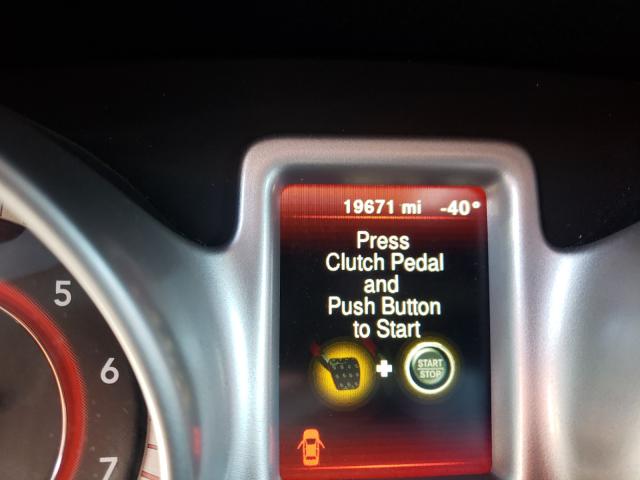 19671 mi -40°
Press
Clutch Pedal
and
Push Button
to Start
START
STOP
5
6
7